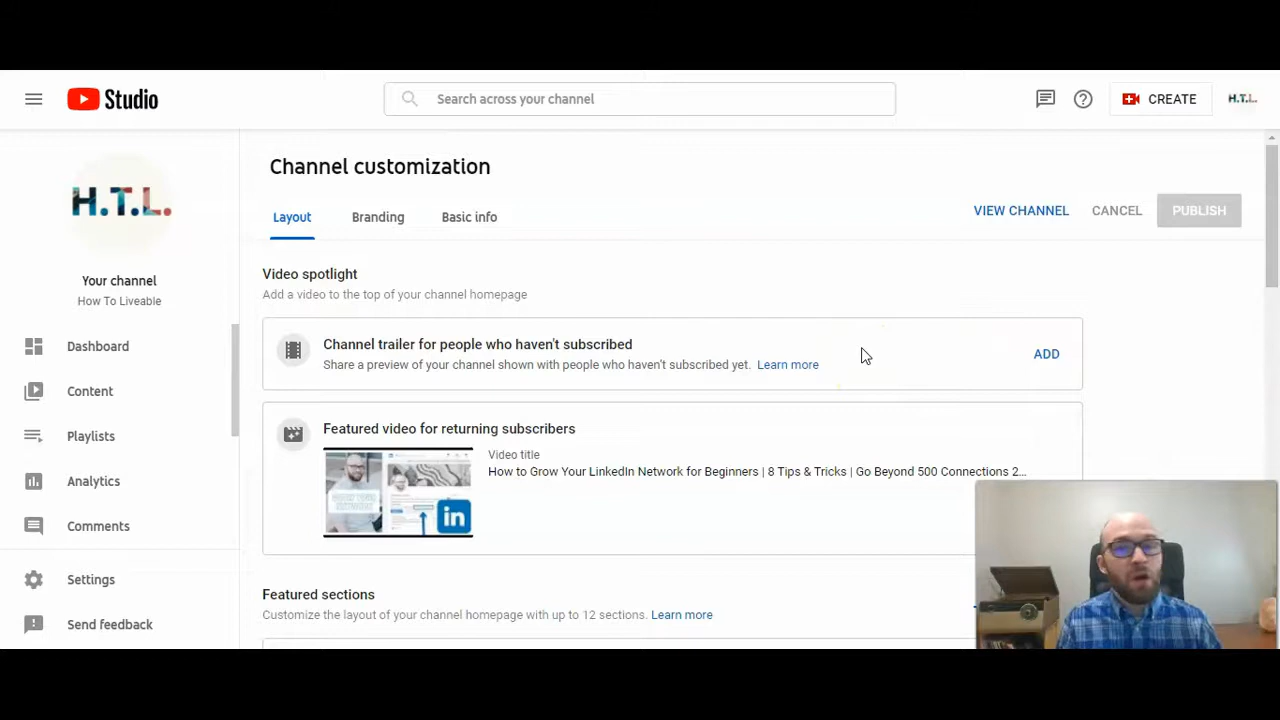 Studio
Search across your channel
CREATE
H.T.L.
H.T.L.
Your channel
How To Liveable
Dashboard
Content
Playlists
Analytics
Comments
Settings
Send feedback
Channel customization
Layout
Branding
Basic info
VIEW CHANNEL
CANCEL
PUBLISH
Video spotlight
Add a video to the top of your channel homepage
Channel trailer for people who haven't subscribed
Share a preview of your channel shown with people who haven't subscribed yet. Learn more
ADD
Featured video for returning subscribers
Video title
How to Grow Your LinkedIn Network for Beginners | 8 Tips & Tricks | Go Beyond 500 Connections 2...
in
Featured sections
Customize the layout of your channel homepage with up to 12 sections. Learn more